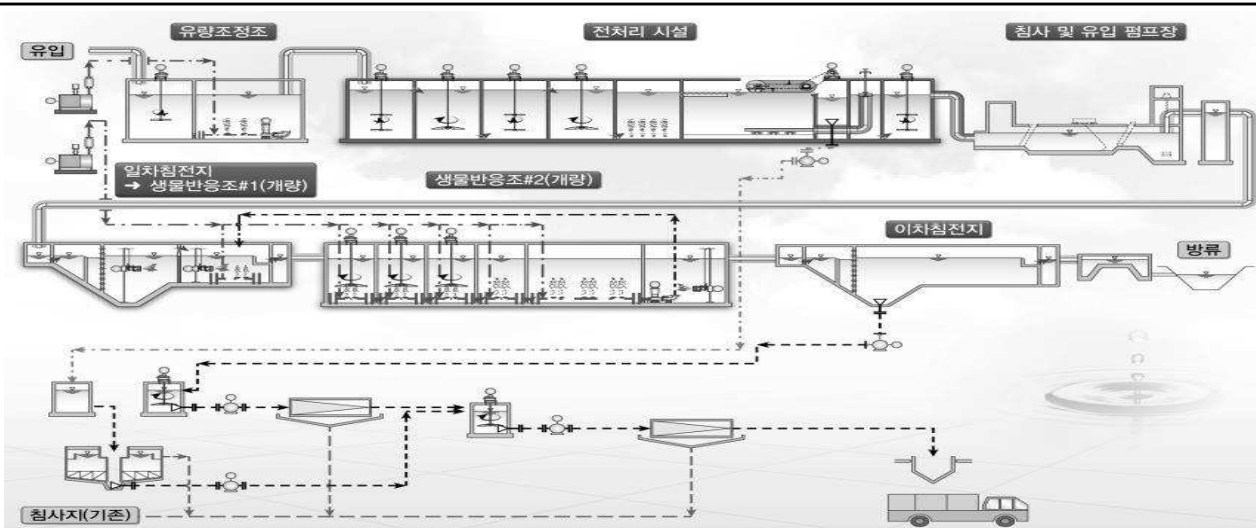 유량조정조
전처리 시설
침사 및 유입 펌프장
유입
일차침전지
→ 생물반응조#1(개량)
생물반응조#2(개량)
이차침전지
방류
침사지(기존)